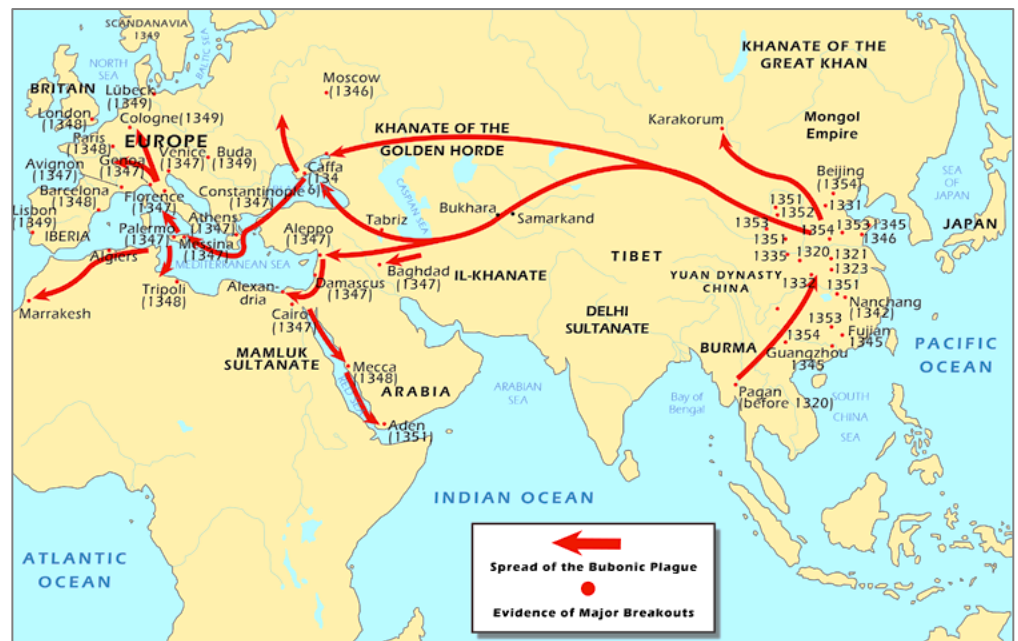 SCANDANAVIA
1349
NORTH
SEA
BALTIC SEA
BRITAIN
Lübeck
(1349)
London
(1348)
Cologne(1349)
Paris
(1348)
EUROPE
Avignon
(1347)
Genoa
(1347)
Venice
(1347)
Buda
(1349)
Barcelona
(1348)
Florence
(1347)
Lisbon
(1349)
IBERIA
Palermo
(1347)
Messina
(1347)
Athens
(1347)
Constantinople
(1347)
Algiers
MEDITERRANEAN SEA
Tripoli
(1348)
Marrakesh
Moscow
(1346)
KHANATE OF THE
GOLDEN HORDE
Caffa
(134
6)
CASPIAN SEA
Tabriz
Aleppo
(1347)
Bukhara
Samarkand
Baghdad
(1347)
IL-KHANATE
Damascus
(1347)
Alexan-
dria
Cairo
(1347)
MAMLUK
SULTANATE
RED SEA
Mecca
(1348)
ARABIA
Aden
(1351)
ARABIAN
SEA
KHANATE OF THE
GREAT KHAN
Karakorum
Mongol
Empire
Beijing
(1354)
1331
1351
1352
1353
1351
1335
1354
1353
1345
1346
1320
1321
1323
1332
1351
SEA
OF
JAPAN
JAPAN
TIBET
YUAN DYNASTY
CHINA
Nanchang
(1342)
1353
1354
Fujian
1345
Guangzhou
1345
DELHI
SULTANATE
BURMA
Pagan
(before 1320)
Bay of
Bengal
SOUTH
CHINA
SEA
PACIFIC
OCEAN
INDIAN OCEAN
ATLANTIC
OCEAN
Spread of the Bubonic Plague
Evidence of Major Breakouts